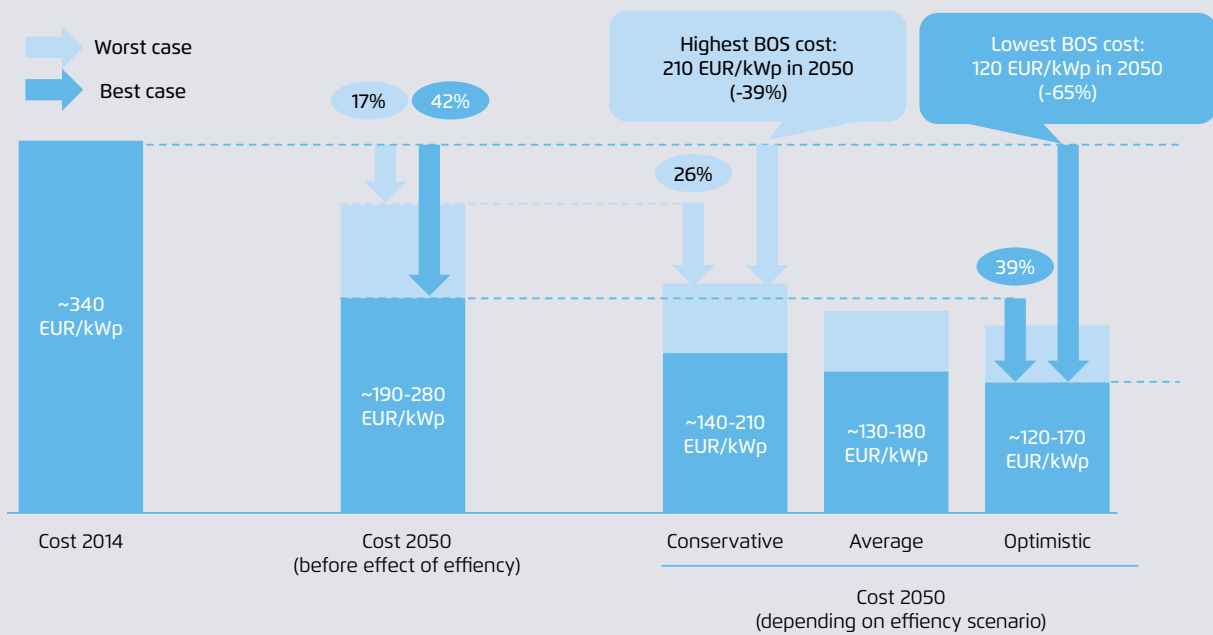 Worst case
Best case
17%
42%
Highest BOS cost:
210 EUR/kWp in 2050
(-39%)
Lowest BOS cost:
120 EUR/kWp in 2050
(-65%)
26%
39%
~340
EUR/kWp
~190-280
EUR/kWp
~140-210
EUR/kWp
~130-180
EUR/kWp
~120-170
EUR/kWp
Cost 2014
Cost 2050
(before effect of effiency)
Conservative
Average
Optimistic
Cost 2050
(depending on effiency scenario)